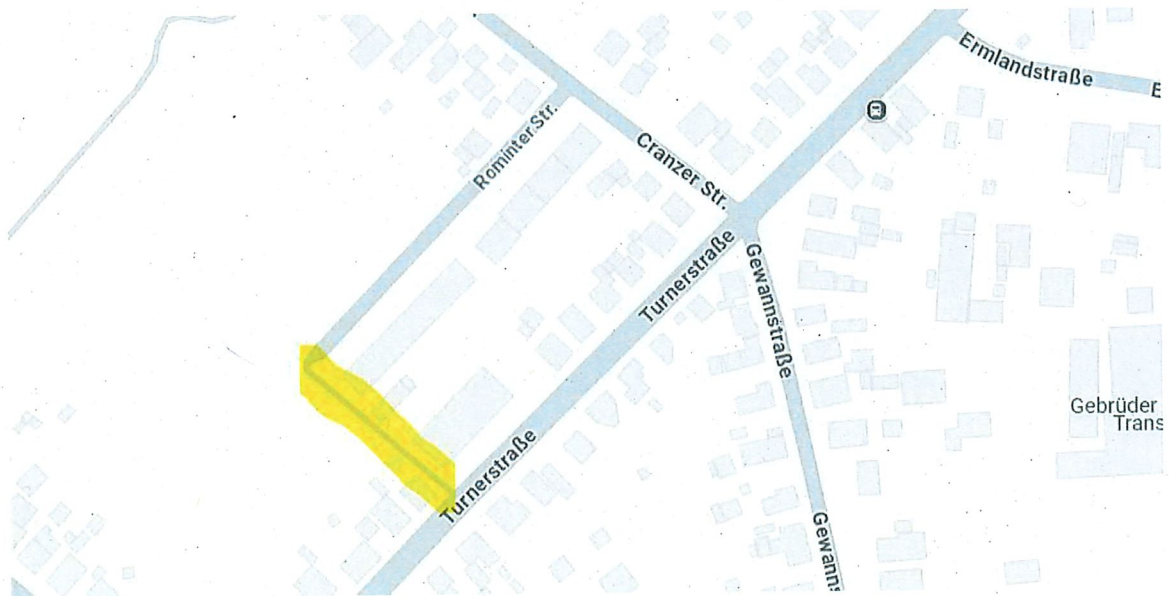 Ermlandstraße
E
Rominter Str.
Cranzer Str.
Turnerstraße
Gewannstraße
Gebrüder
Trans
Turnerstraße
Gewanns